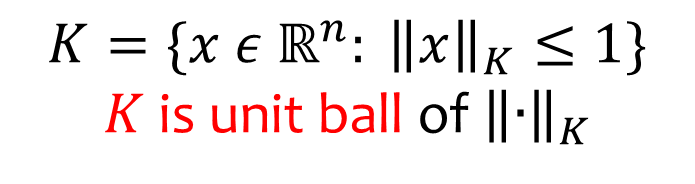 K = {x ϵ ℝⁿ: ‖x‖_K ≤ 1}
K is unit ball of ‖·‖_K